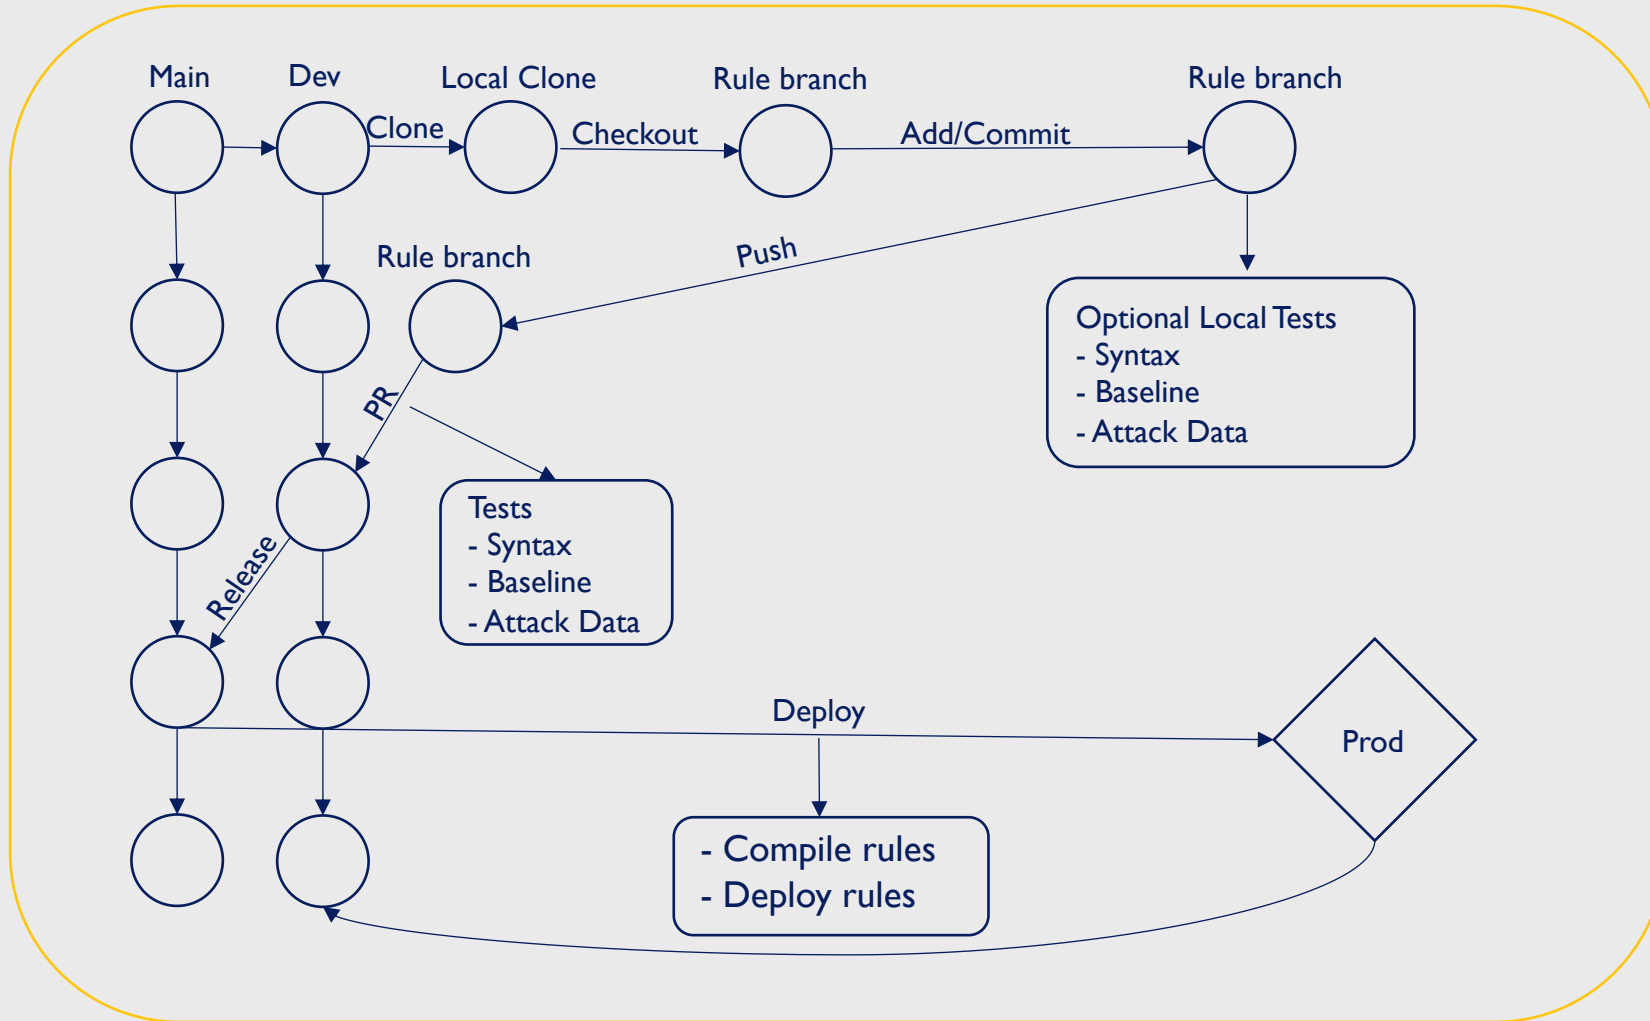 Main
Dev
Local Clone
Rule branch
Rule branch
Clone
Checkout
Add/Commit
Rule branch
Push
Optional Local Tests
- Syntax
- Baseline
- Attack Data
PR
Tests
- Syntax
- Baseline
- Attack Data
Release
Deploy
Prod
- Compile rules
- Deploy rules